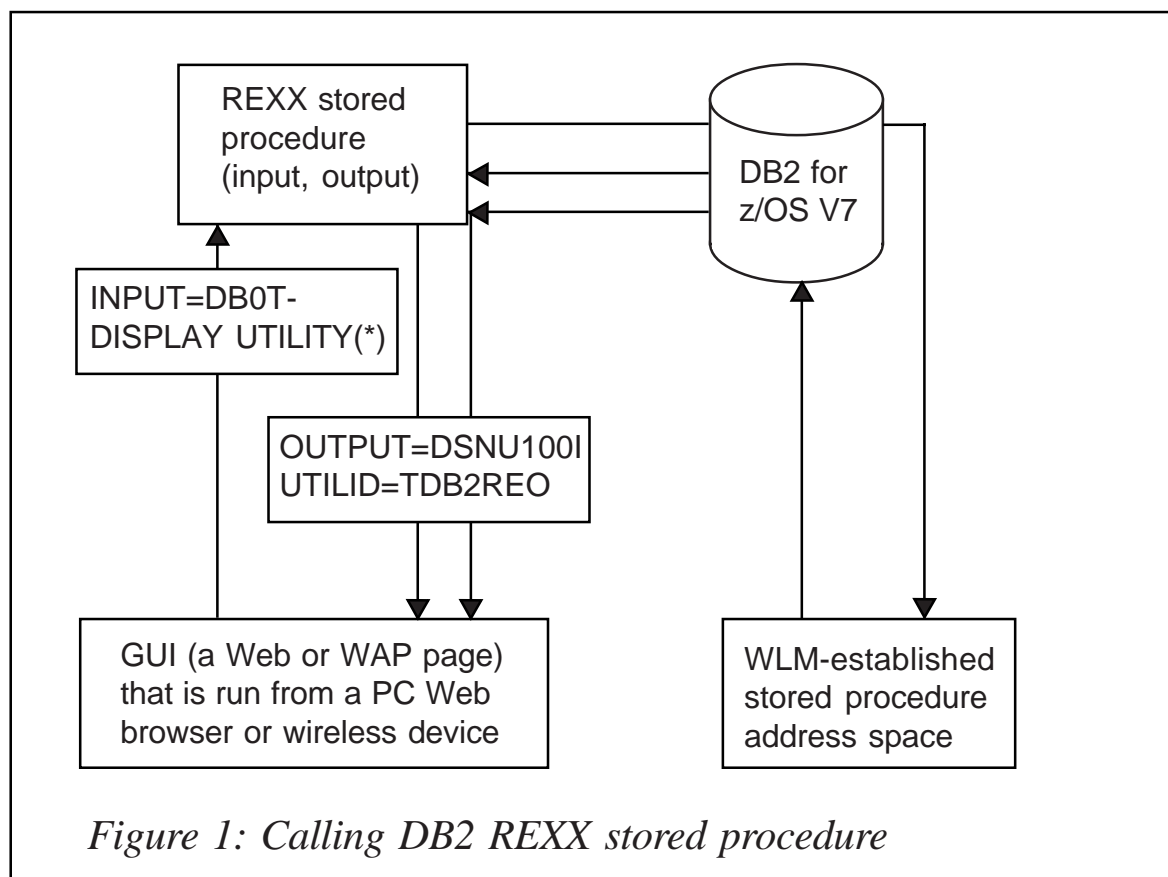 REXX stored
procedure
(input, output)
DB2 for
z/OS V7
INPUT=DB0T-
DISPLAY UTILITY(*)
OUTPUT=DSNU100I
UTILID=TDB2REO
GUI (a Web or WAP page)
that is run from a PC Web
browser or wireless device
WLM-established
stored procedure
address space
Figure 1: Calling DB2 REXX stored procedure